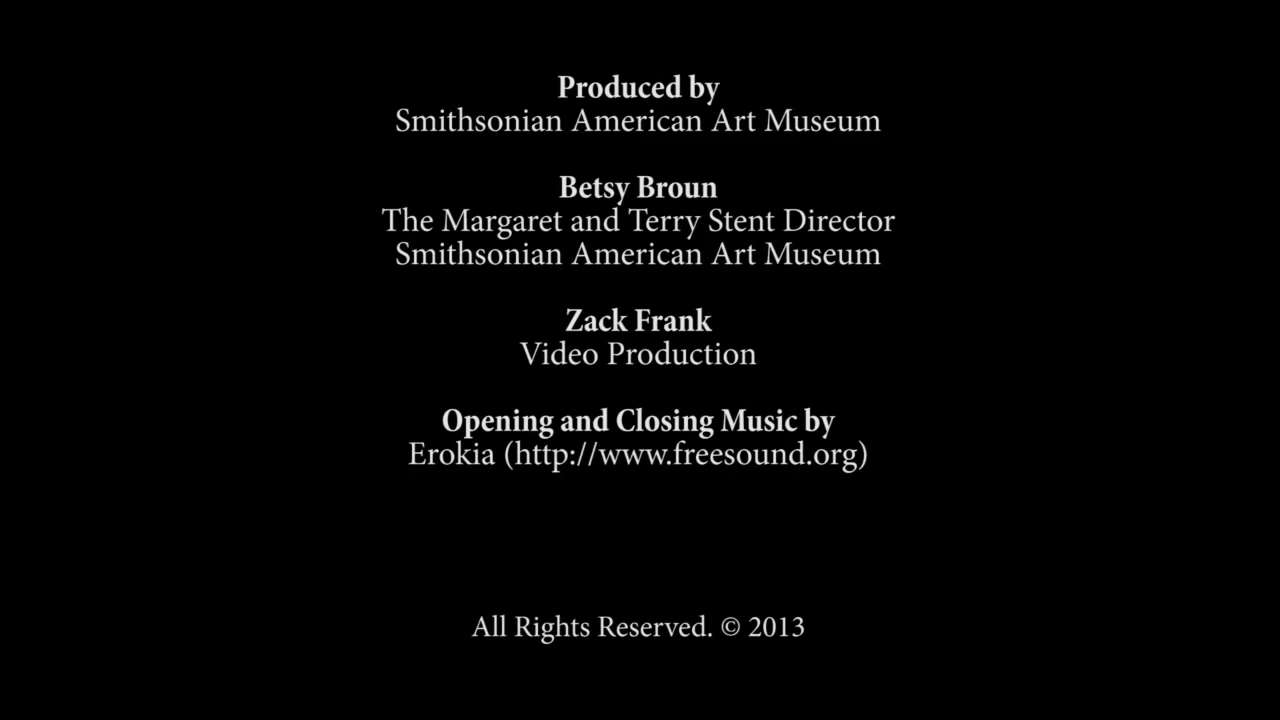 Produced by
Smithsonian American Art Museum
Betsy Broun
The Margaret and Terry Stent Director
Smithsonian American Art Museum
Zack Frank
Video Production
Opening and Closing Music by
Erokia (http://www.freesound.org)
All Rights Reserved. © 2013